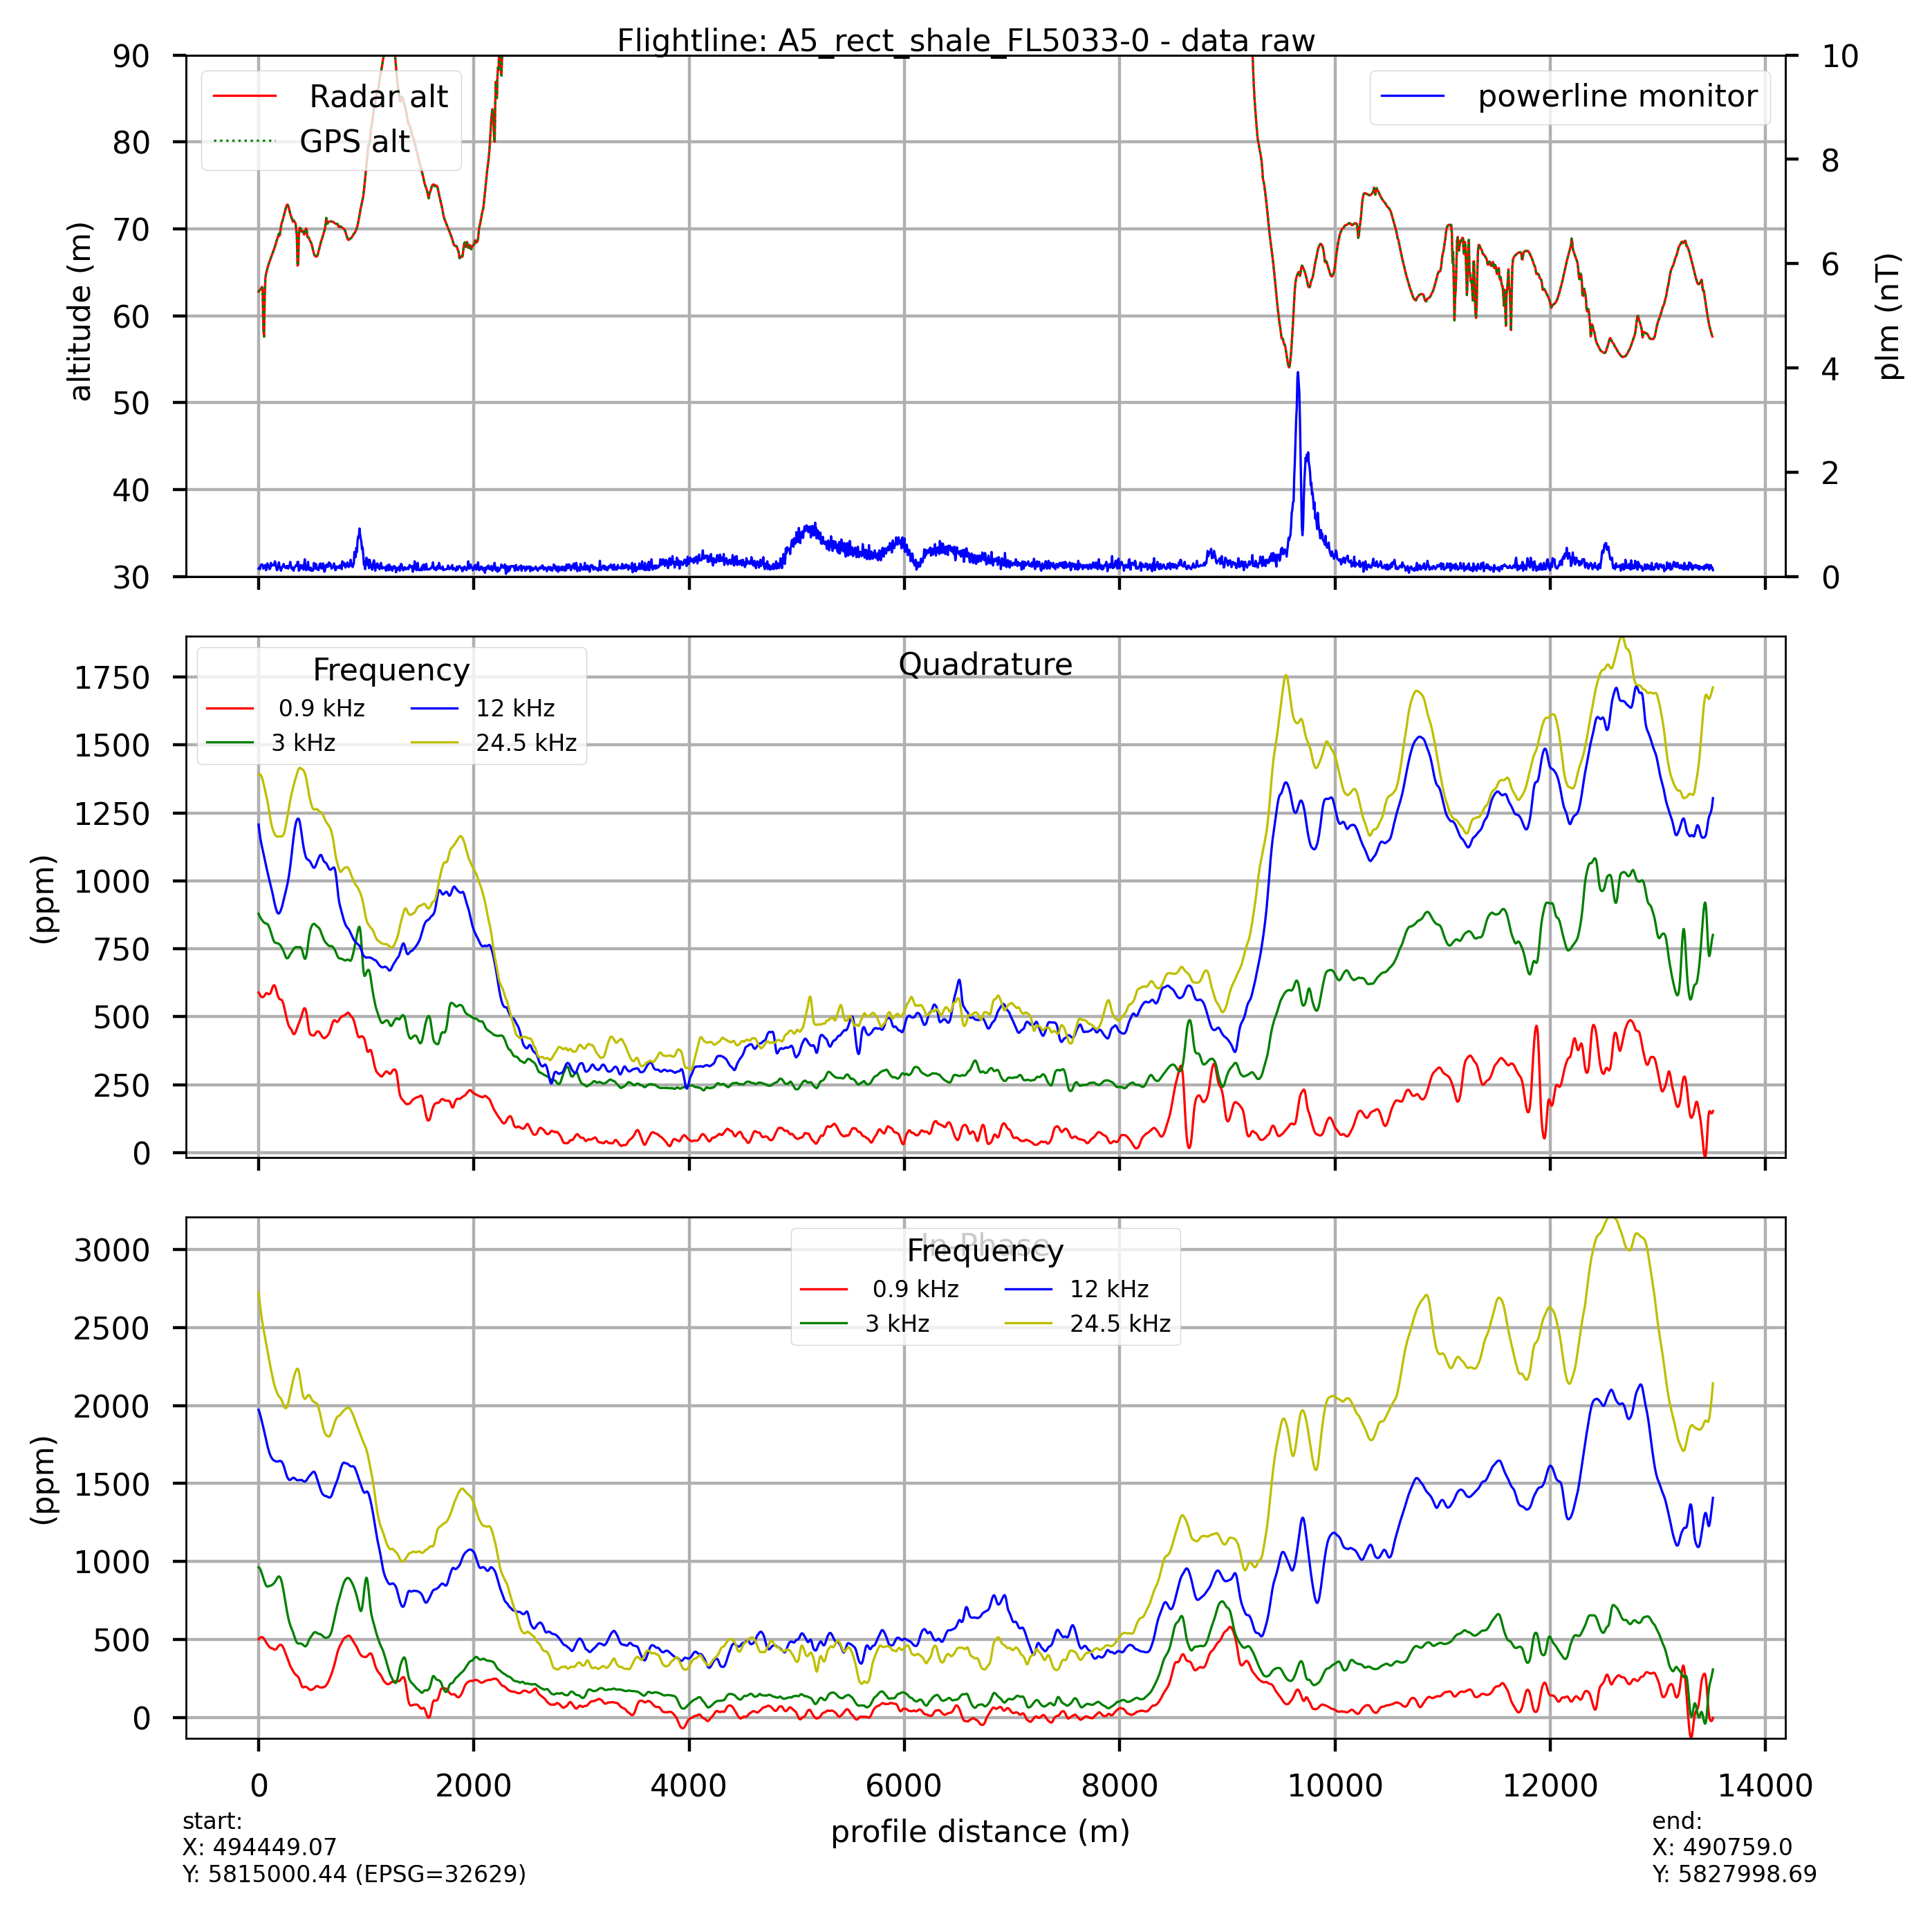 Flightline: A5_rect_shale_FL5033-0 - data raw
90
80
70
60
50
40
30
altitude (m)
Radar alt
GPS alt
powerline monitor
10
8
6
4
2
0
plm (nT)
Quadrature
1750
1500
1250
1000
750
500
250
0
(ppm)
Frequency
0.9 kHz 12 kHz
3 kHz 24.5 kHz
In-Phase
3000
2500
2000
1500
1000
500
0
(ppm)
Frequency
0.9 kHz 12 kHz
3 kHz 24.5 kHz
0 2000 4000 6000 8000 10000 12000 14000
profile distance (m)
start:
X: 494449.07
Y: 5815000.44 (EPSG=32629)
end:
X: 490759.0
Y: 5827998.69